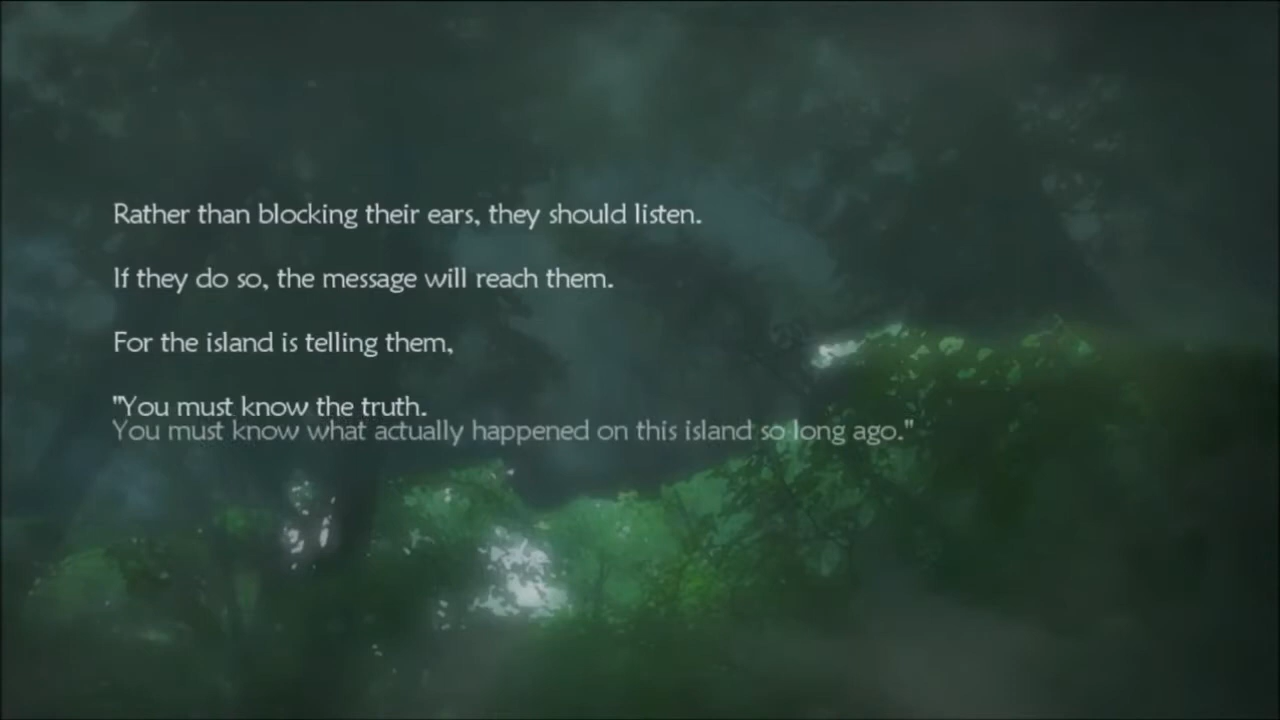 Rather than blocking their ears, they should listen.
If they do so, the message will reach them.
For the island is telling them,
"You must know the truth.
You must know what actually happened on this island so long ago."